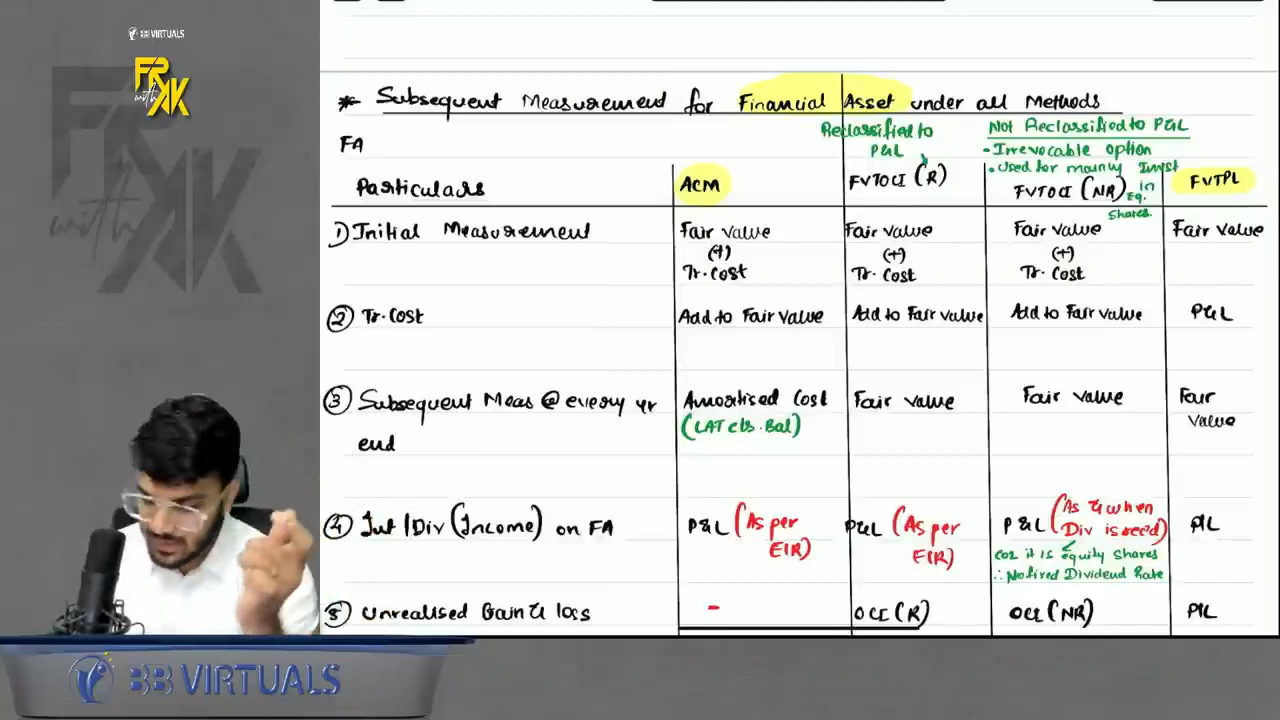 BB VIRTUALS
FR
with
AK
* Subsequent Measurement for Financial Asset under all Methods
FA
Reclassified to
P&L
Not Reclassified to P&L
• Irrevocable option
• Used for mainly Invst
in
Eq.
Shares
Particulars ACM FVTOCI (R) FVTOCI (NR) FVTPL
1) Initial Measurement Fair value Fair value Fair value Fair value
(+) (+) (+)
Tr. Cost Tr. Cost Tr. Cost
② Tr. Cost Add to Fair value Add to Fair value Add to Fair value P&L
③ Subsequent Meas @ every yr Amortised Cost Fair value Fair value Fair
end (LAT cls. Bal) value
④ Int / Div (Income) on FA P&L (As per P&L (As per P&L (As & when P/L
EIR) EIR) Div is recd)
coz it is equity shares
∴ No fixed Dividend Rate
⑤ Unrealised Gain & loss - OCI (R) OCI (NR) P/L
BB VIRTUALS